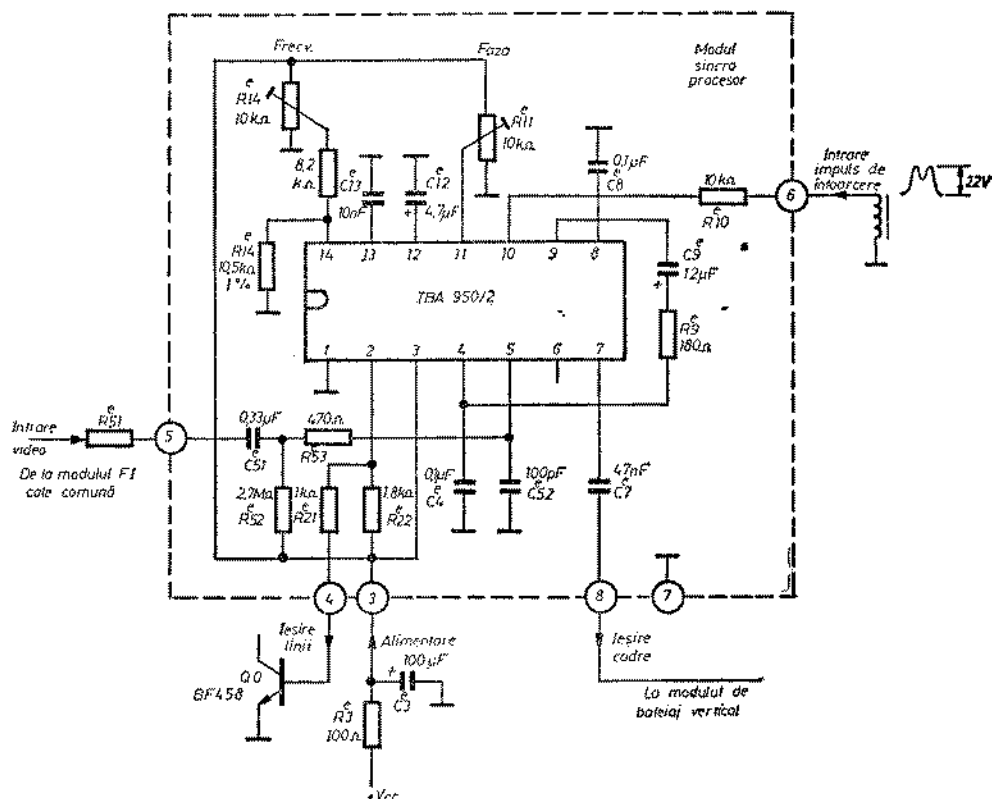 Frecv.
Faza
Modul
sincro
procesor
e
R14
10kΩ
8,2
kΩ
e
C13
10nF
e
C12
+ 4,7µF
e
R11
10kΩ
0,1µF
e
C8
10kΩ
e
R10
6
Intrare
impuls de
întoarcere
22V
e
R14
10,5kΩ
1%
14 13 12 11 10 9 8
TBA 950/2
1 2 3 4 5 6 7
e
C9
12µF
+
e
R9
180Ω
Intrare
video
e
R51
5
De la modulul FI
cale comună
0,33µF
e
C51
470Ω
e
R53
2,7MΩ
e
R52
1kΩ
e
R21
1,8kΩ
e
R22
0,1µF
e
C4
100pF
e
C52
47nF
e
C7
4 3 8 7
Ieșire
linii
Alimentare
100µF
+
e
C3
Q0
BF458
e
R3
100Ω
+Vcc
Ieșire
cadre
La modulul de
baleiaj vertical